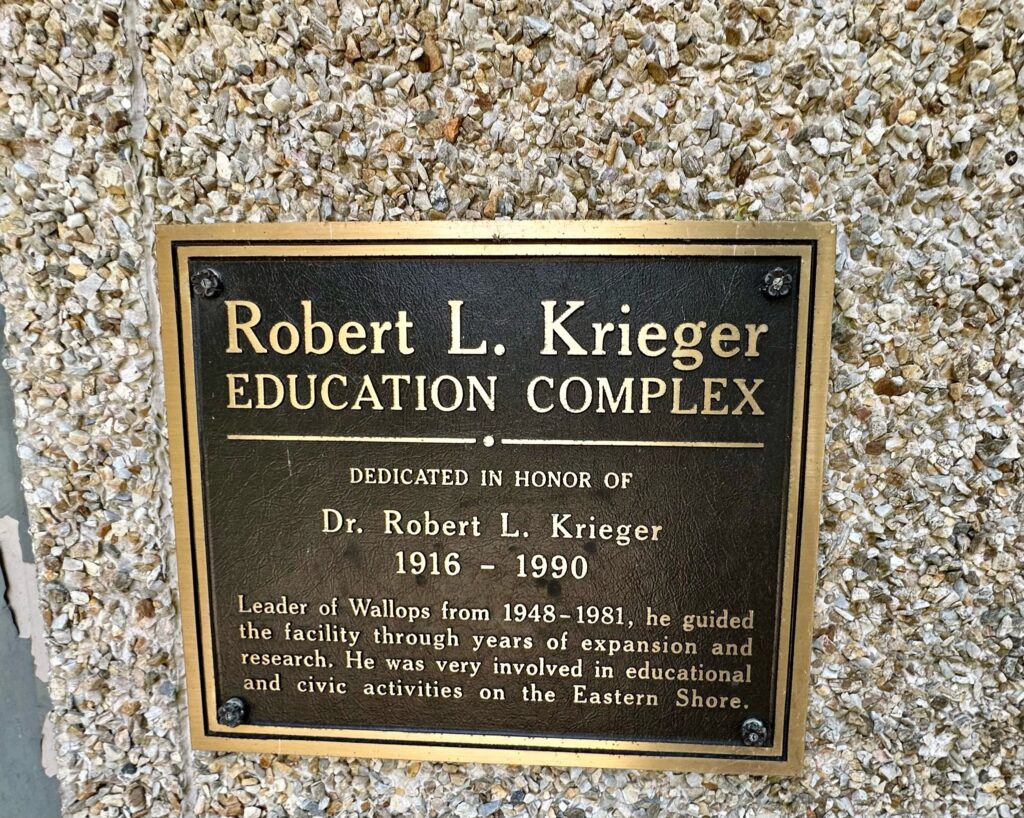 Robert L. Krieger
EDUCATION COMPLEX
DEDICATED IN HONOR OF
Dr. Robert L. Krieger
1916 - 1990
Leader of Wallops from 1948-1981, he guided
the facility through years of expansion and
research. He was very involved in educational
and civic activities on the Eastern Shore.